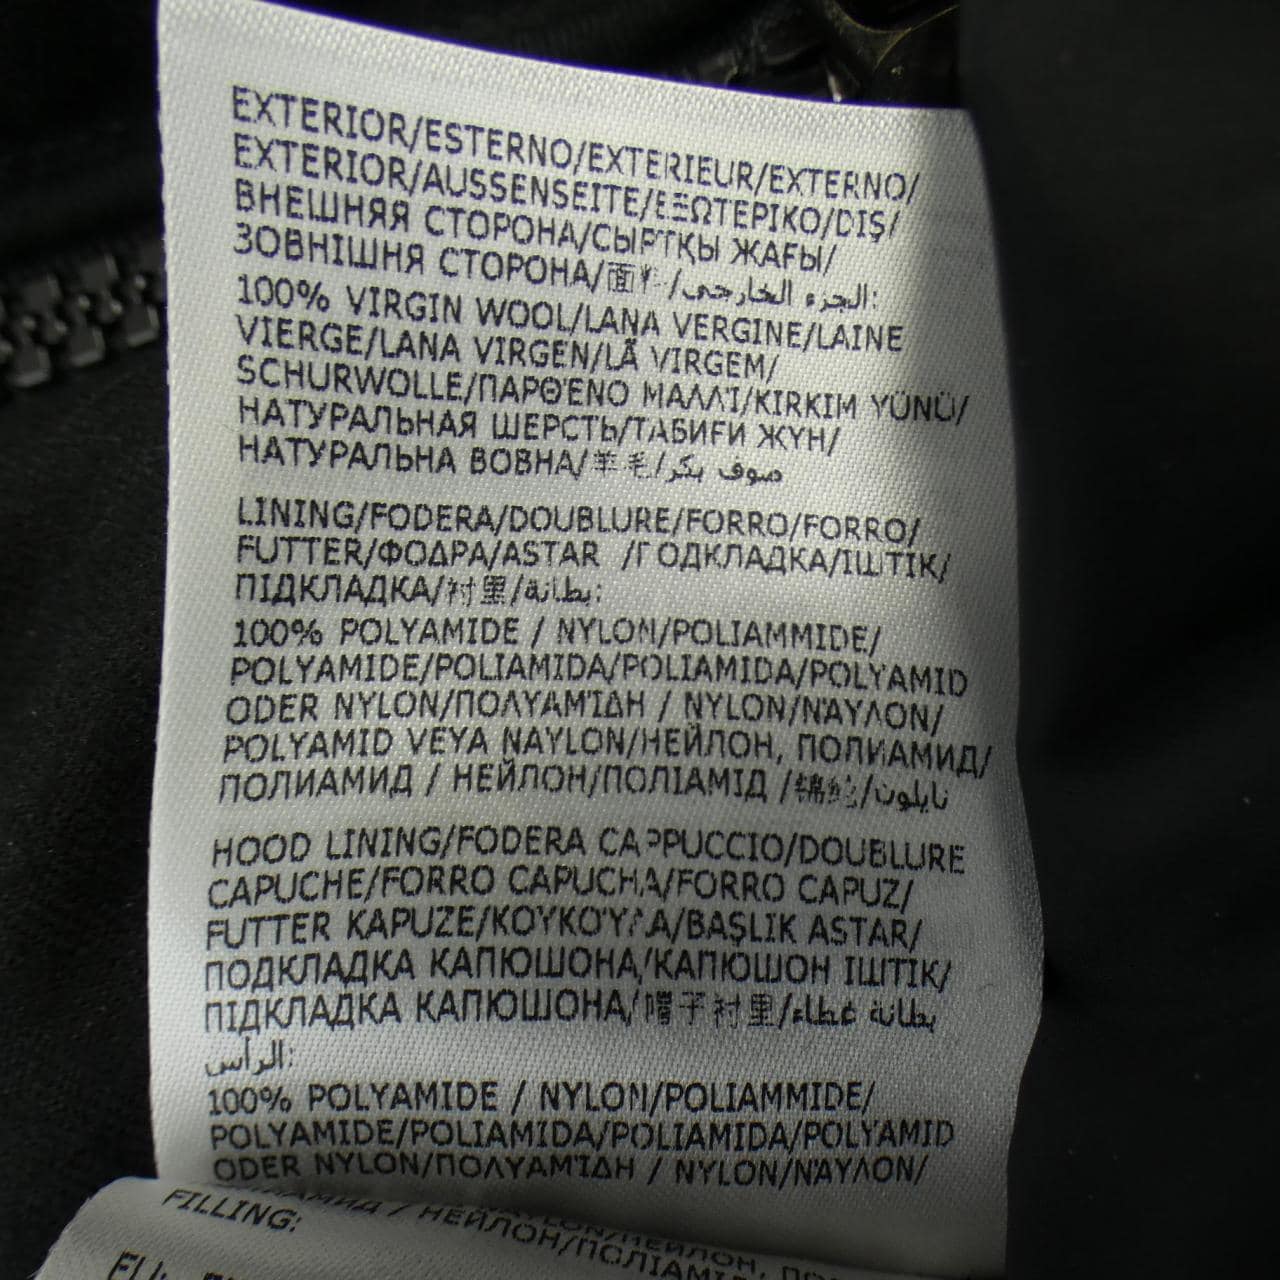 EXTERIOR/ESTERNO/EXTERIEUR/EXTERNO/
EXTERIOR/AUSSENSEITE/ΕΞΩΤΕΡΙΚΟ/DIŞ/
ВНЕШНЯЯ СТОРОНА/СЫРТҚЫ ЖАҒЫ/
ЗОВНІШНЯ СТОРОНА/面料/الجزء الخارجي:
100% VIRGIN WOOL/LANA VERGINE/LAINE
VIERGE/LANA VIRGEN/LÃ VIRGEM/
SCHURWOLLE/ΠΑΡΘΈΝΟ ΜΑΛΛΊ/KIRKIM YÜNÜ/
НАТУРАЛЬНАЯ ШЕРСТЬ/ТАБИҒИ ЖҮН/
НАТУРАЛЬНА ВОВНА/羊毛/صوف بكر
LINING/FODERA/DOUBLURE/FORRO/FORRO/
FUTTER/ΦΟΔΡΑ/ASTAR /ПОДКЛАДКА/ІШТІК/
ПІДКЛАДКА/衬里/بطانة:
100% POLYAMIDE / NYLON/POLIAMMIDE/
POLYAMIDE/POLIAMIDA/POLIAMIDA/POLYAMID
ODER NYLON/ΠΟΛΥΑΜΊΔΗ / NYLON/ΝΆΥΛΟΝ/
POLYAMID VEYA NAYLON/НЕЙЛОН, ПОЛИАМИД/
ПОЛИАМИД / НЕЙЛОН/ПОЛІАМІД /锦纶/نايلون
HOOD LINING/FODERA CAPPUCCIO/DOUBLURE
CAPUCHE/FORRO CAPUCHA/FORRO CAPUZ/
FUTTER KAPUZE/ΚΟΥΚΟΎΛΑ/BAŞLIK ASTAR/
ПОДКЛАДКА КАПЮШОНА/КАПЮШОН ІШТІК/
ПІДКЛАДКА КАПЮШОНА/帽子衬里/بطانة غطاء
الرأس:
100% POLYAMIDE / NYLON/POLIAMMIDE/
POLYAMIDE/POLIAMIDA/POLIAMIDA/POLYAMID
ODER NYLON/ΠΟΛΥΑΜΊΔΗ / NYLON/ΝΆΥΛΟΝ/
НЕЙЛОН,
/ НЕЙЛОН/ПОЛІАМІД
FILLING: